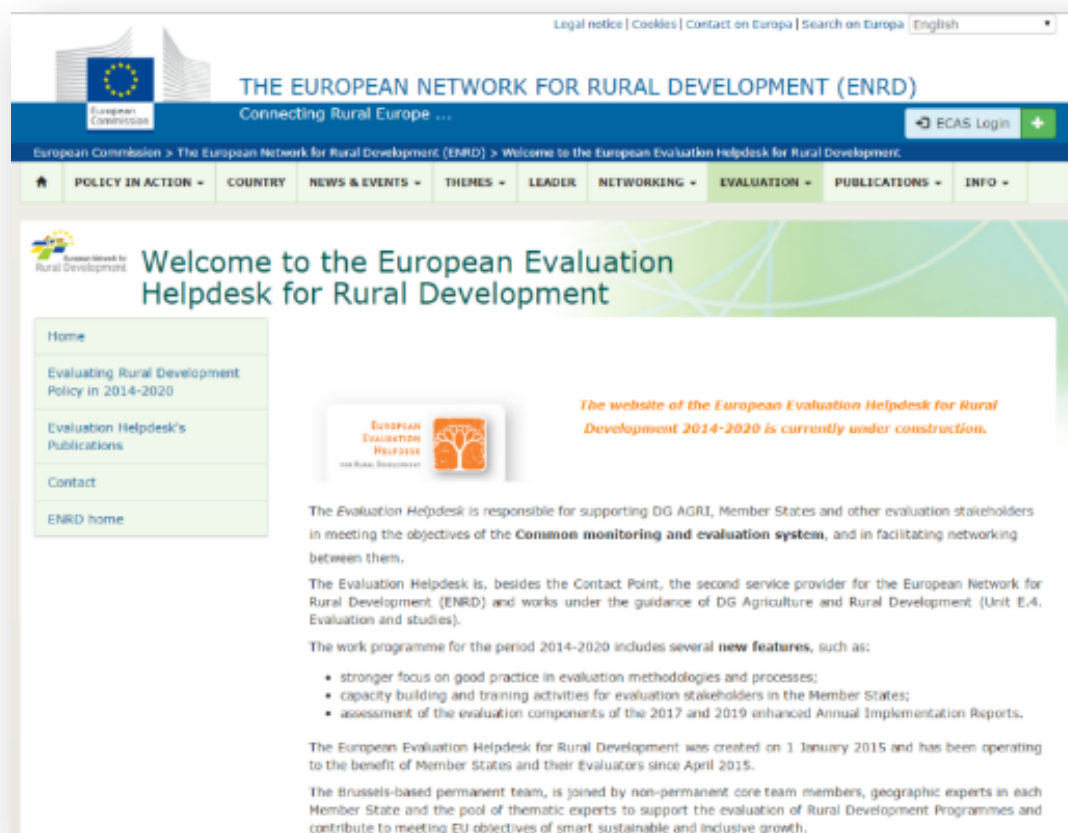 Legal notice | Cookies | Contact on Europa | Search on Europa English
European
Commission
THE EUROPEAN NETWORK FOR RURAL DEVELOPMENT (ENRD)
Connecting Rural Europe ...
ECAS Login +
European Commission > The European Network for Rural Development (ENRD) > Welcome to the European Evaluation Helpdesk for Rural Development
POLICY IN ACTION COUNTRY NEWS & EVENTS THEMES LEADER NETWORKING EVALUATION PUBLICATIONS INFO
European Network for
Rural Development
Welcome to the European Evaluation
Helpdesk for Rural Development
Home
Evaluating Rural Development
Policy in 2014-2020
Evaluation Helpdesk's
Publications
Contact
ENRD home
EUROPEAN
EVALUATION
HELPDESK
FOR RURAL DEVELOPMENT
The website of the European Evaluation Helpdesk for Rural
Development 2014-2020 is currently under construction.
The Evaluation Helpdesk is responsible for supporting DG AGRI, Member States and other evaluation stakeholders
in meeting the objectives of the Common monitoring and evaluation system, and in facilitating networking
between them.
The Evaluation Helpdesk is, besides the Contact Point, the second service provider for the European Network for
Rural Development (ENRD) and works under the guidance of DG Agriculture and Rural Development (Unit E.4.
Evaluation and studies).
The work programme for the period 2014-2020 includes several new features, such as:
• stronger focus on good practice in evaluation methodologies and processes;
• capacity building and training activities for evaluation stakeholders in the Member States;
• assessment of the evaluation components of the 2017 and 2019 enhanced Annual Implementation Reports.
The European Evaluation Helpdesk for Rural Development was created on 1 January 2015 and has been operating
to the benefit of Member States and their Evaluators since April 2015.
The Brussels-based permanent team, is joined by non-permanent core team members, geographic experts in each
Member State and the pool of thematic experts to support the evaluation of Rural Development Programmes and
contribute to meeting EU objectives of smart sustainable and inclusive growth.